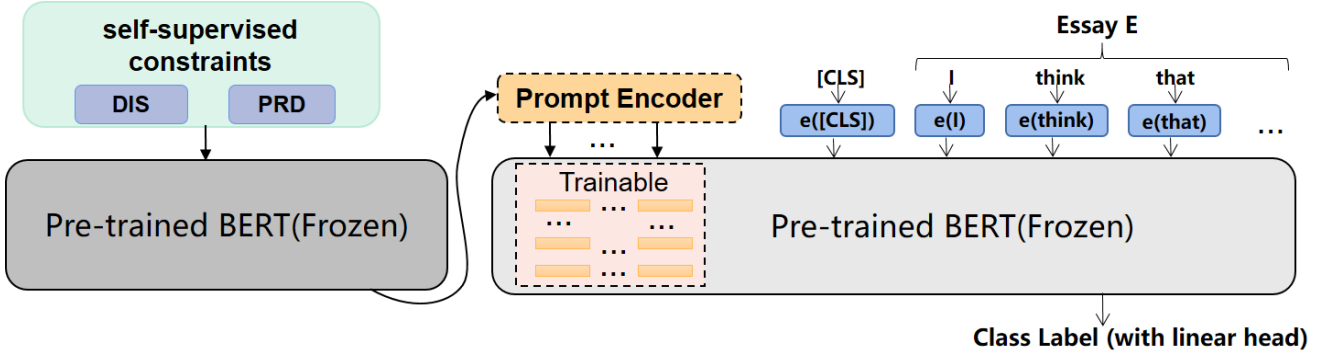 self-supervised
constraints
DIS PRD
Pre-trained BERT(Frozen)
Prompt Encoder
...
Trainable
...
... ...
...
...
Essay E
[CLS] I think that
e([CLS]) e(I) e(think) e(that) ...
Pre-trained BERT(Frozen)
Class Label (with linear head)